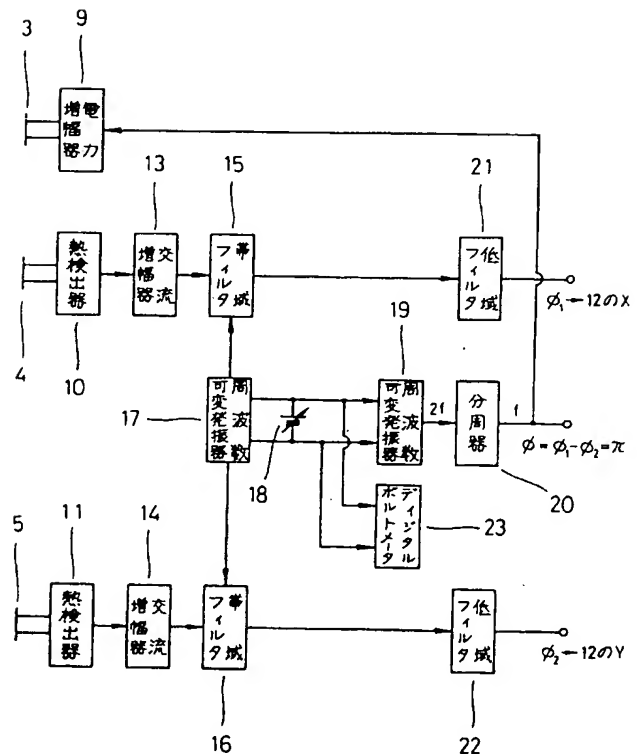 3
9
電力
増幅器
13
15
21
熱検出器
交流
増幅器
帯域
フィルタ
低域
フィルタ
φ₁←12のX
4
10
19
17
周波数
可変発振器
18
周波数
可変発振器
2f
分周器
f
φ=φ₁-φ₂=π
20
ディジタル
ボルトメータ
23
11
14
5
熱検出器
交流
増幅器
帯域
フィルタ
低域
フィルタ
φ₂←12のY
16
22